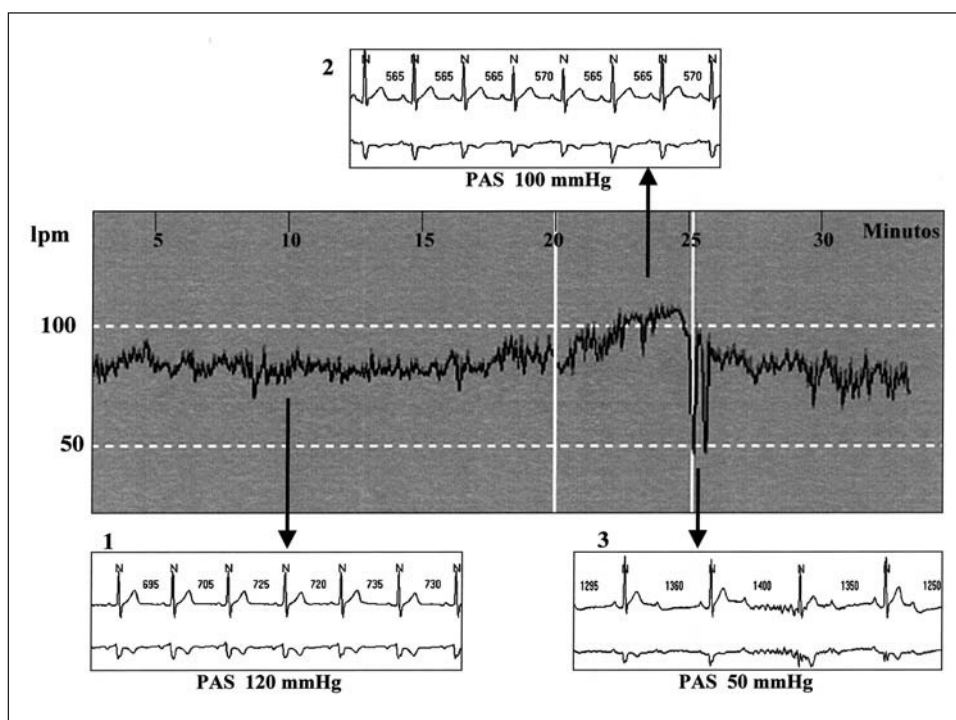 2
N N N N N N N N
565 565 565 570 565 565 570
PAS 100 mmHg
lpm
5 10 15 20 25 30 Minutos
100
50
1
N N N N N N N
695 705 725 720 735 730
PAS 120 mmHg
3
N N N N
1295 1360 1400 1350 1250
PAS 50 mmHg